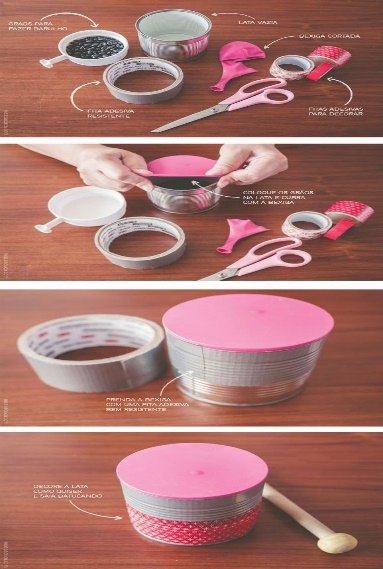 GRÃOS PARA
FAZER BARULHO
LATA VAZIA
BEXIGA CORTADA
FITA ADESIVA
RESISTENTE
FITAS ADESIVAS
PARA DECORAR
COLOQUE OS GRÃOS
NA LATA E CUBRA
COM A BEXIGA
PRENDA A BEXIGA
COM UMA FITA ADESIVA
BEM RESISTENTE
DECORE A LATA
COMO QUISER
E SAIA BATUCANDO